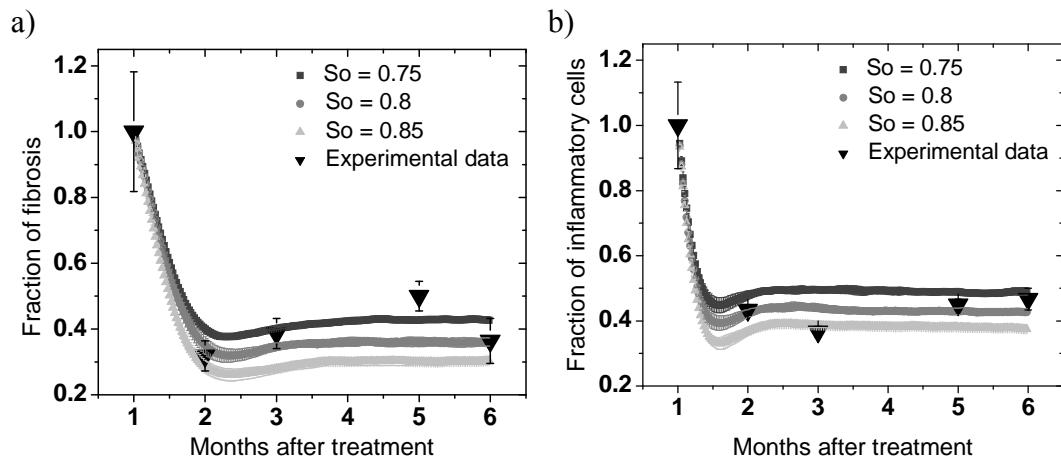 a)
1.2
1.0
0.8
0.6
0.4
0.2
Fraction of fibrosis
So = 0.75
So = 0.8
So = 0.85
Experimental data
1 2 3 4 5 6
Months after treatment
b)
1.2
1.0
0.8
0.6
0.4
0.2
Fraction of inflammatory cells
So = 0.75
So = 0.8
So = 0.85
Experimental data
1 2 3 4 5 6
Months after treatment